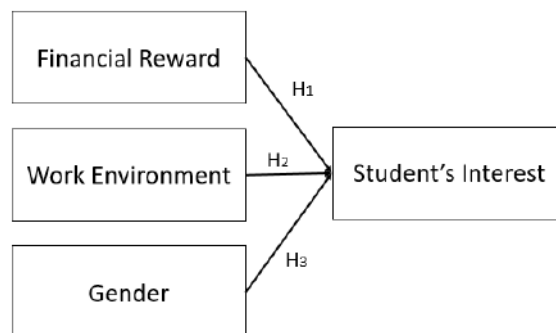 Financial Reward
H1
Work Environment
H2
Student's Interest
H3
Gender